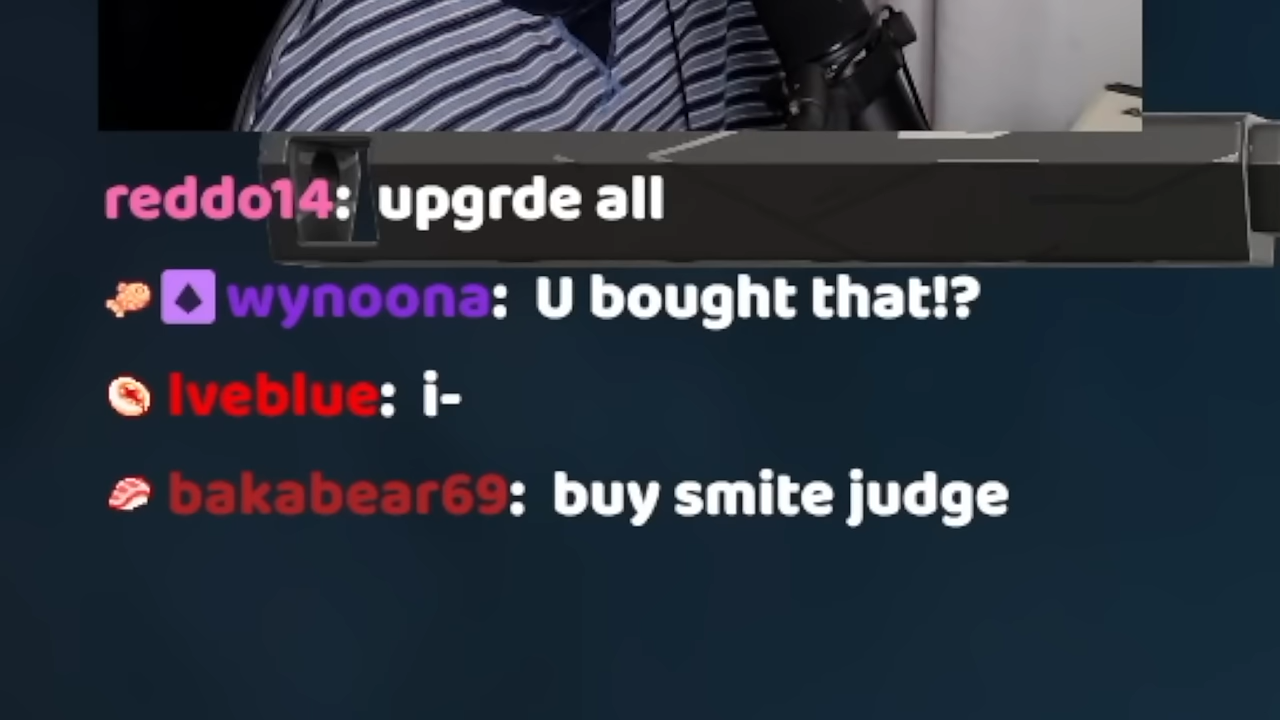 reddo14: upgrde all
wynoona: U bought that!?
lveblue: i-
bakabear69: buy smite judge